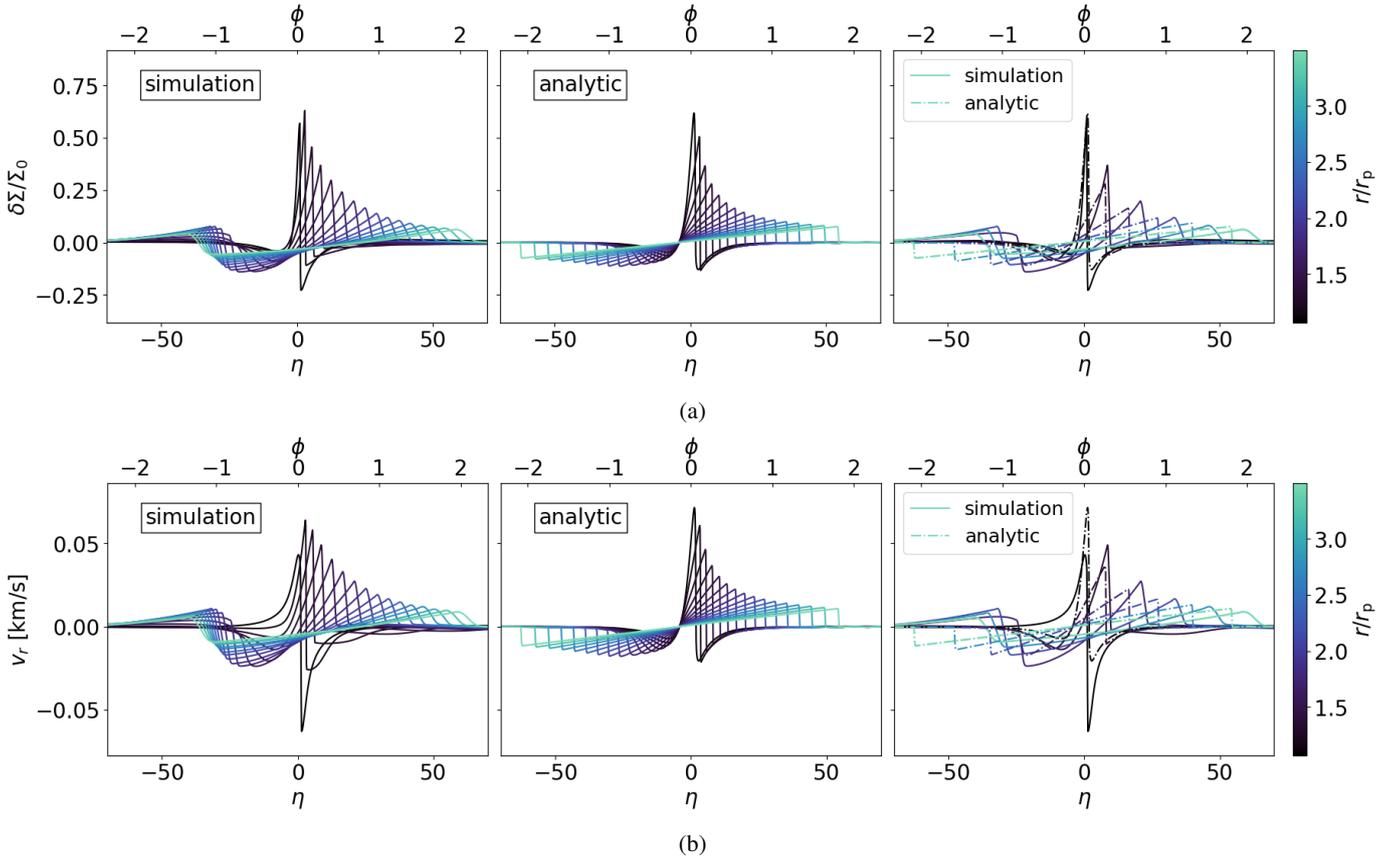 ϕ ϕ ϕ
−2 −1 0 1 2 −2 −1 0 1 2 −2 −1 0 1 2
simulation analytic simulation
analytic
0.75
0.50
0.25
0.00
−0.25
δΣ/Σ₀
3.0
2.5
2.0
1.5
r/rₚ
−50 0 50 −50 0 50 −50 0 50
η η η
(a)
ϕ ϕ ϕ
−2 −1 0 1 2 −2 −1 0 1 2 −2 −1 0 1 2
simulation analytic simulation
analytic
0.05
0.00
−0.05
vᵣ [km/s]
3.0
2.5
2.0
1.5
r/rₚ
−50 0 50 −50 0 50 −50 0 50
η η η
(b)